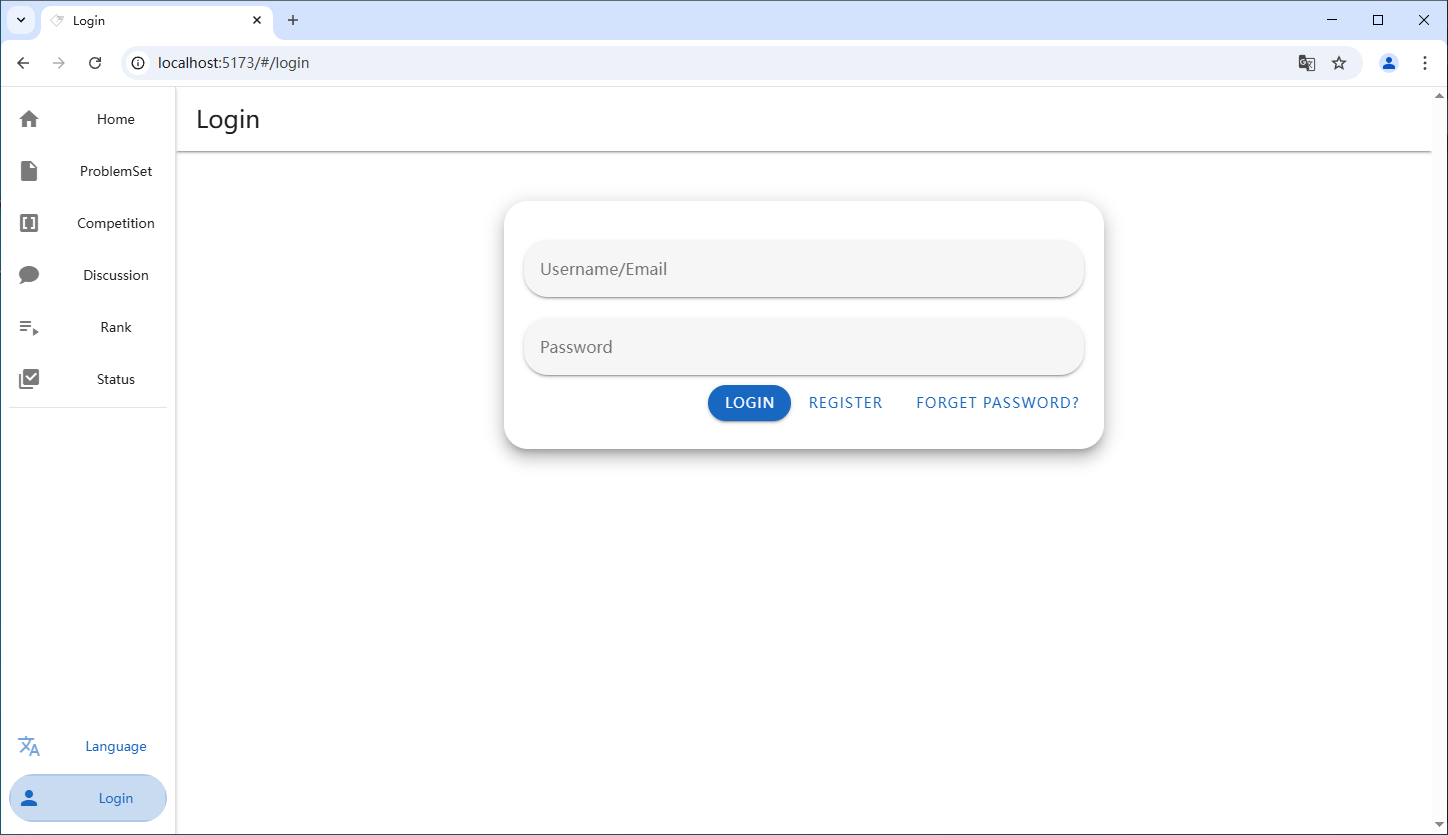 Login
localhost:5173/#/login
Home
ProblemSet
Competition
Discussion
Rank
Status
Language
Login
Login
Username/Email
Password
LOGIN REGISTER FORGET PASSWORD?